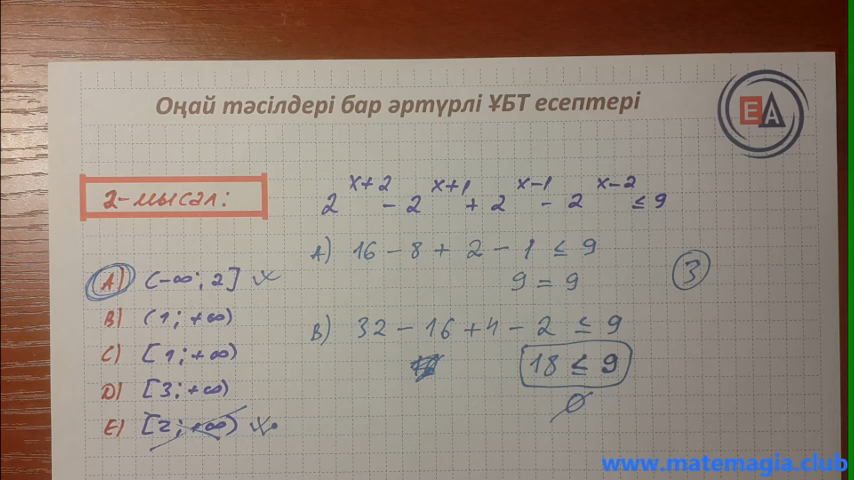 Оңай тәсілдері бар әртүрлі ҰБТ есептері
EA
2-мысал:
2^(x+2) - 2^(x+1) + 2^(x-1) - 2^(x-2) ≤ 9
A) (-∞; 2]
B) (1; +∞)
C) [1; +∞)
D) [3; +∞)
E) [2; +∞)
A) 16 - 8 + 2 - 1 ≤ 9
9 = 9
3
B) 32 - 16 + 4 - 2 ≤ 9
18 ≤ 9
∅
www.matemagia.club